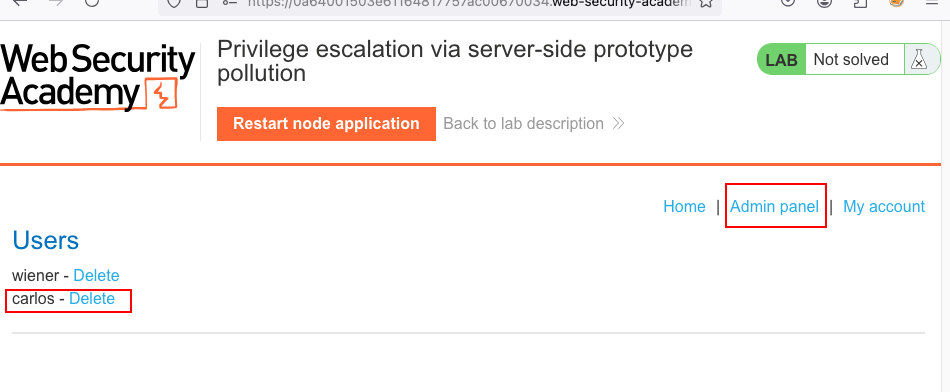 https://0a64001503e61164817757ac00670034.web-security-academ
Web Security
Academy
Privilege escalation via server-side prototype
pollution
LAB Not solved
Restart node application Back to lab description
Home | Admin panel | My account
Users
wiener - Delete
carlos - Delete